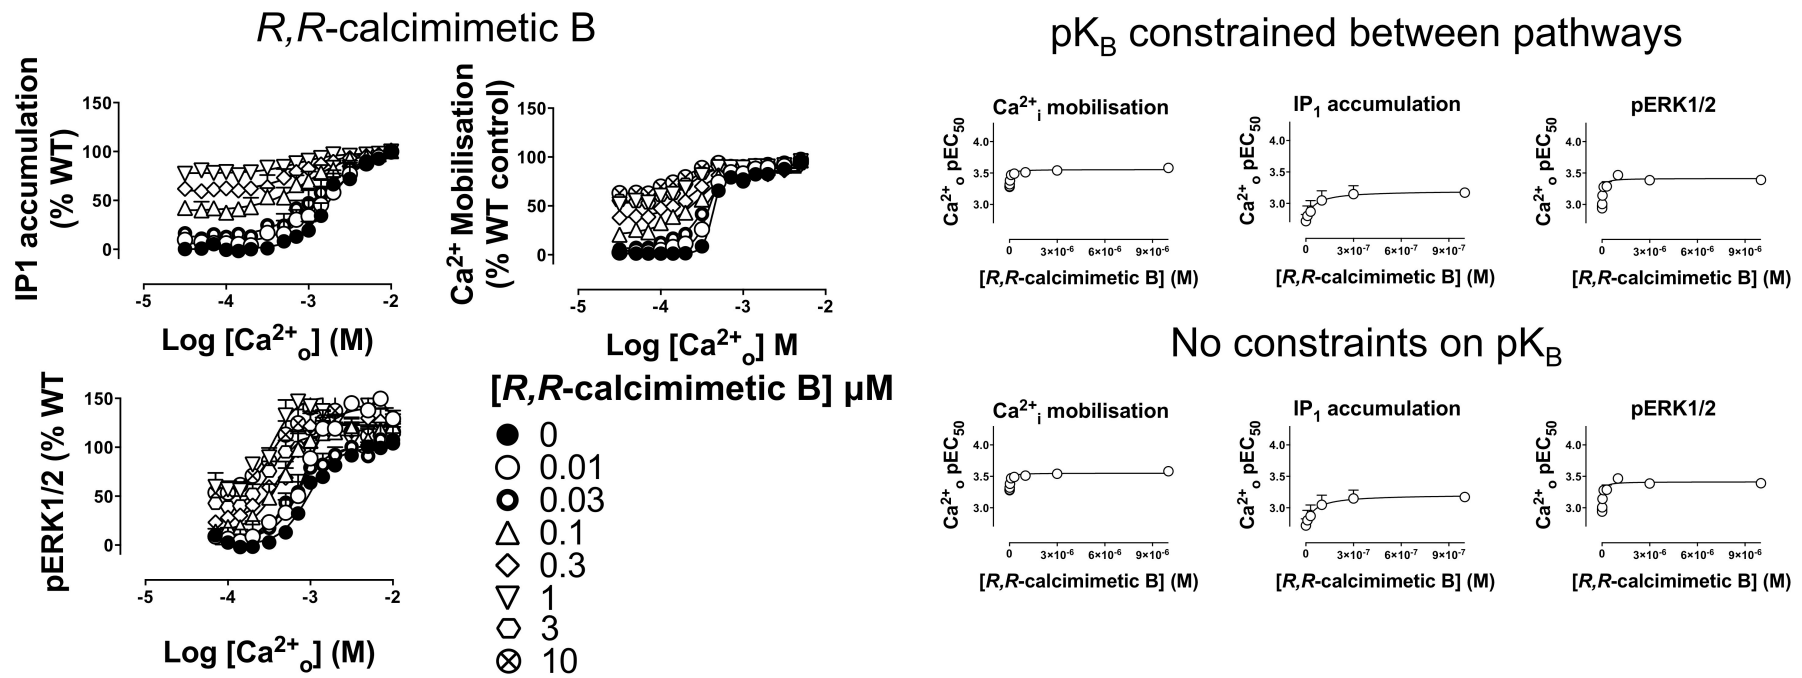 R,R-calcimimetic B
IP1 accumulation
(% WT)
150
100
50
0
-5 -4 -3 -2
Log [Ca²⁺ₒ] (M)
Ca²⁺ Mobilisation
(% WT control)
150
100
50
0
-5 -4 -3 -2
Log [Ca²⁺ₒ] M
pERK1/2 (% WT
150
100
50
0
-5 -4 -3 -2
Log [Ca²⁺ₒ] (M)
[R,R-calcimimetic B] µM
0
0.01
0.03
0.1
0.3
1
3
10
pK_B constrained between pathways
Ca²⁺ᵢ mobilisation
Ca²⁺ₒ pEC₅₀
4.0
3.5
3.0
0 3×10⁻⁶ 6×10⁻⁶ 9×10⁻⁶
[R,R-calcimimetic B] (M)
IP₁ accumulation
Ca²⁺ₒ pEC₅₀
4.0
3.5
3.0
0 3×10⁻⁷ 6×10⁻⁷ 9×10⁻⁷
[R,R-calcimimetic B] (M)
pERK1/2
Ca²⁺ₒ pEC₅₀
4.0
3.5
3.0
0 3×10⁻⁶ 6×10⁻⁶ 9×10⁻⁶
[R,R-calcimimetic B] (M)
No constraints on pK_B
Ca²⁺ᵢ mobilisation
Ca²⁺ₒ pEC₅₀
4.0
3.5
3.0
0 3×10⁻⁶ 6×10⁻⁶ 9×10⁻⁶
[R,R-calcimimetic B] (M)
IP₁ accumulation
Ca²⁺ₒ pEC₅₀
4.0
3.5
3.0
0 3×10⁻⁷ 6×10⁻⁷ 9×10⁻⁷
[R,R-calcimimetic B] (M)
pERK1/2
Ca²⁺ₒ pEC₅₀
4.0
3.5
3.0
0 3×10⁻⁶ 6×10⁻⁶ 9×10⁻⁶
[R,R-calcimimetic B] (M)